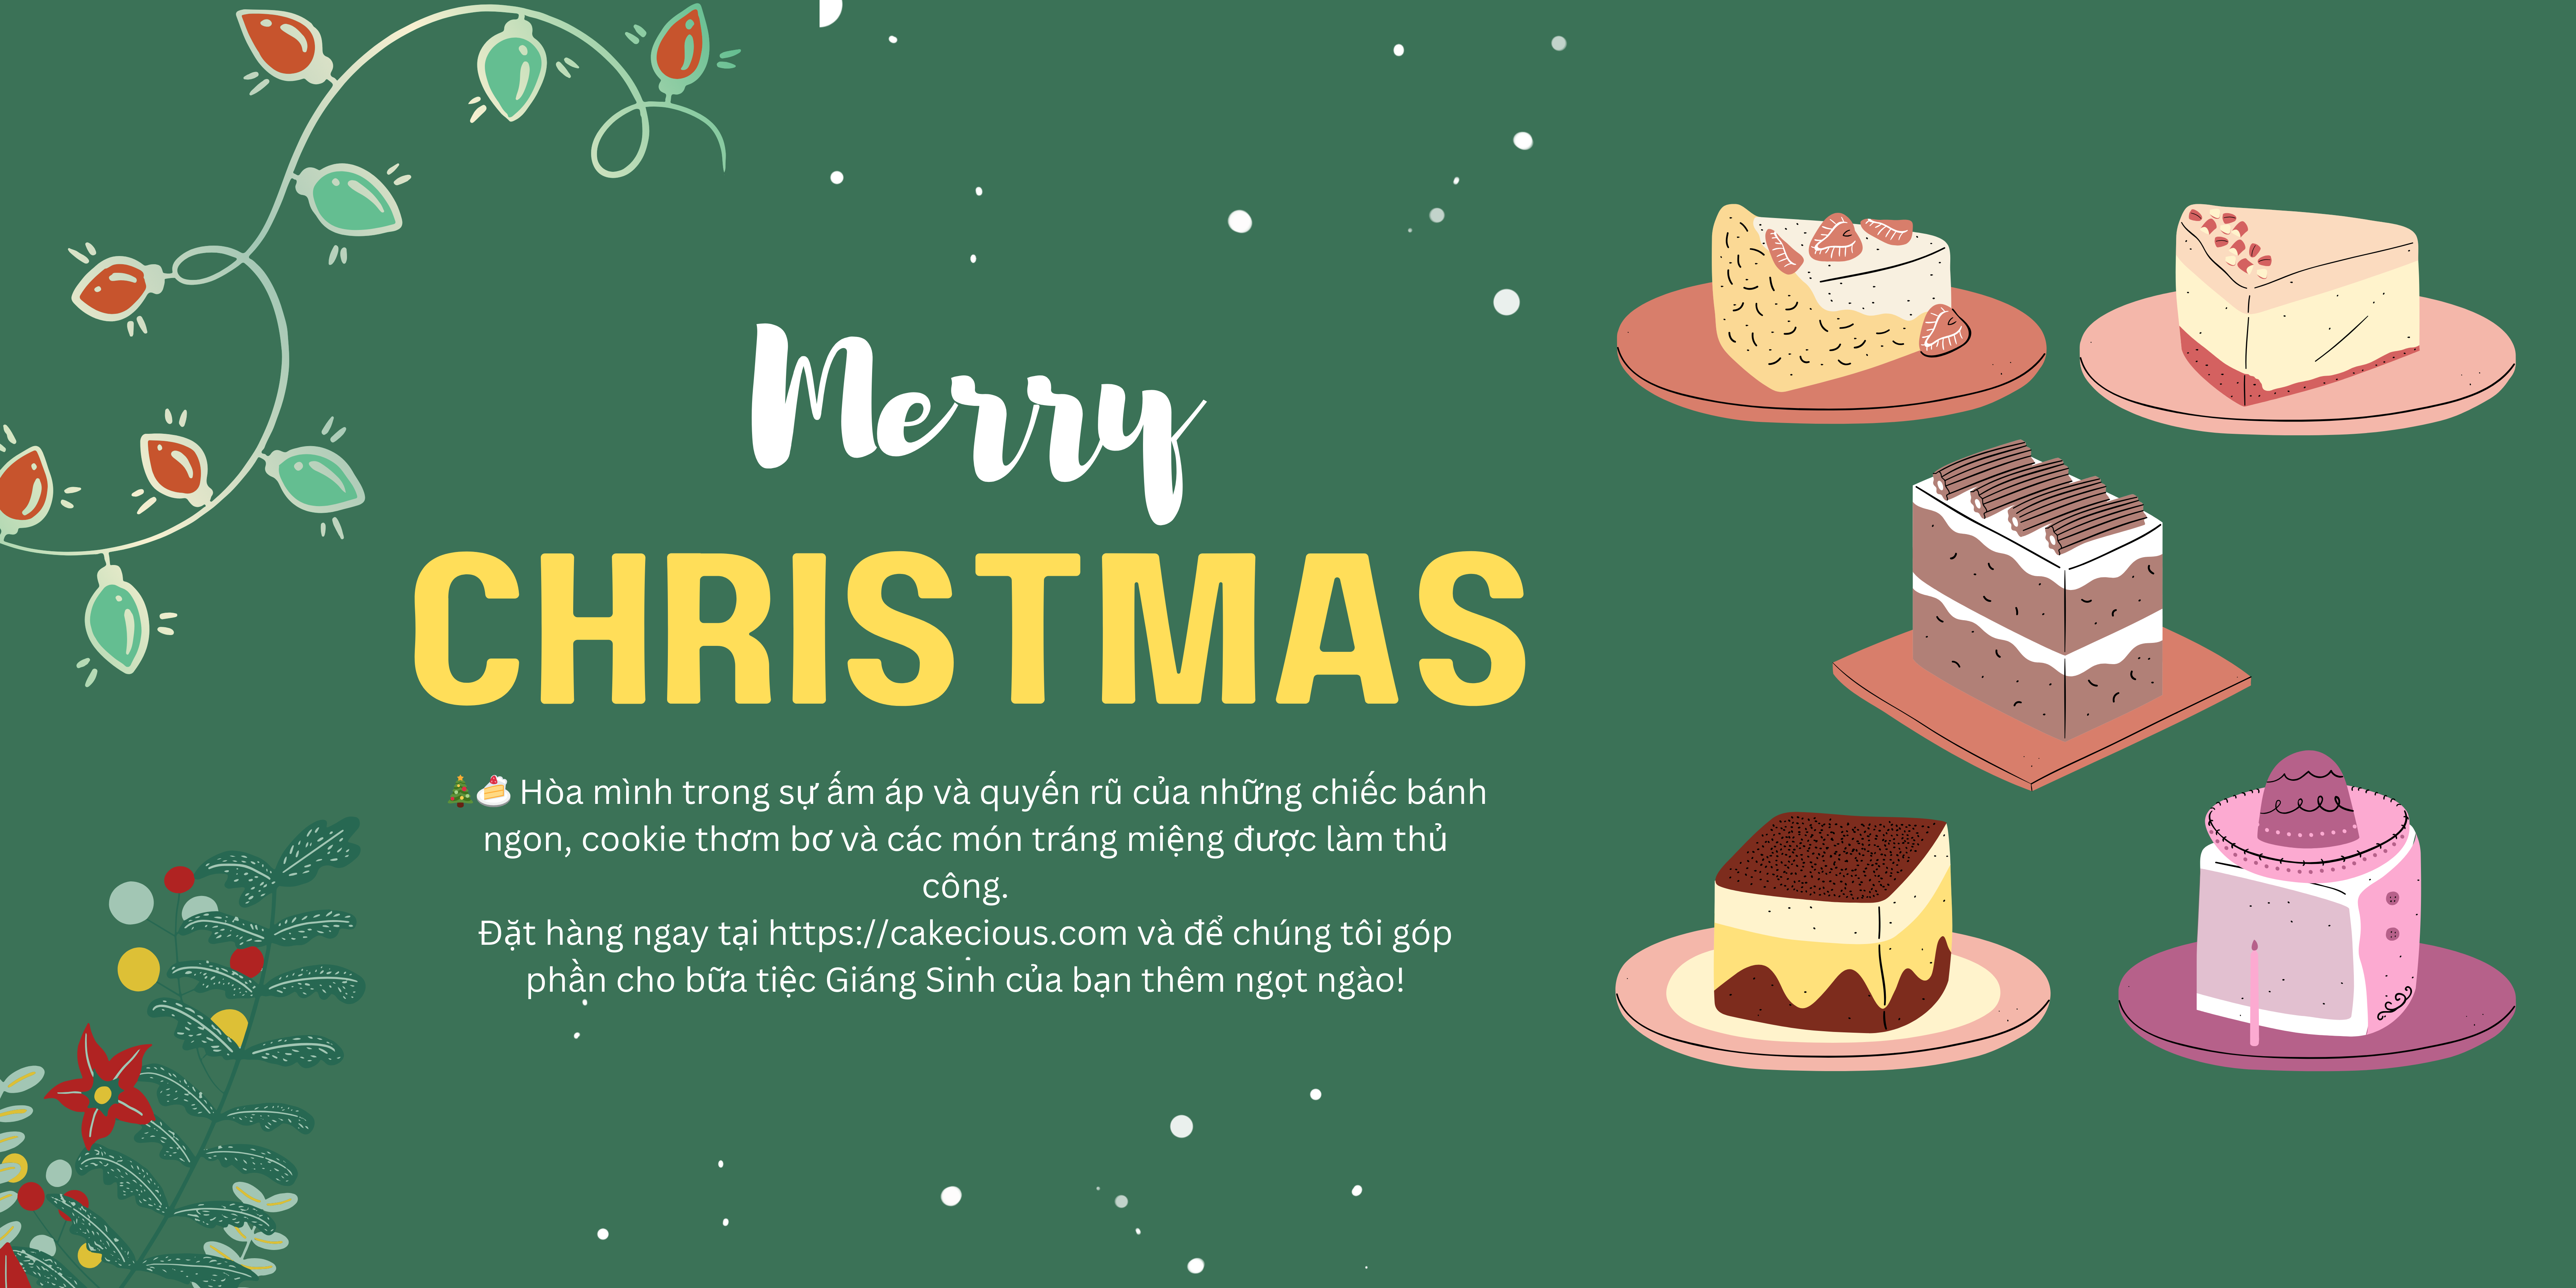 Merry
CHRISTMAS
🎄🍰 Hòa mình trong sự ấm áp và quyến rũ của những chiếc bánh
ngon, cookie thơm bơ và các món tráng miệng được làm thủ
công.
Đặt hàng ngay tại https://cakecious.com và để chúng tôi góp
phần cho bữa tiệc Giáng Sinh của bạn thêm ngọt ngào!